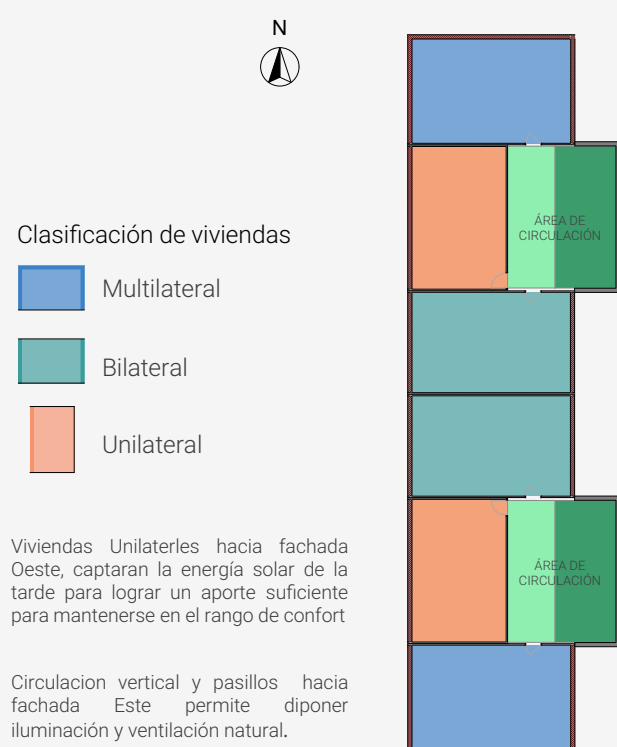 N
Clasificación de viviendas
Multilateral
Bilateral
Unilateral
Viviendas Unilaterles hacia fachada
Oeste, captaran la energía solar de la
tarde para lograr un aporte suficiente
para mantenerse en el rango de confort
Circulacion vertical y pasillos hacia
fachada Este permite diponer
iluminación y ventilación natural.
ÁREA DE
CIRCULACIÓN
ÁREA DE
CIRCULACIÓN